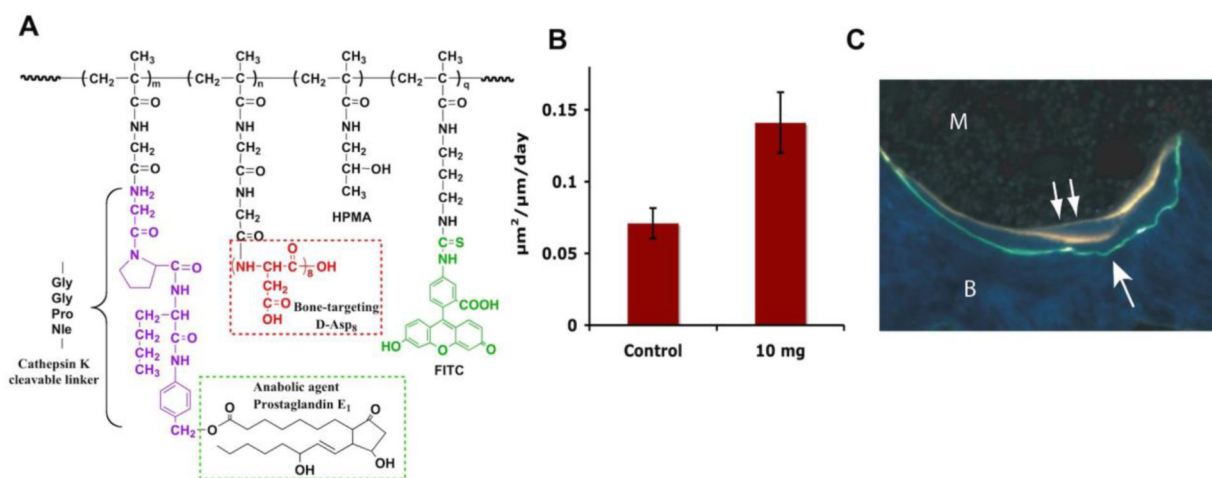 A
B
C
CH3 CH3 CH3 CH3
(CH2 C )m (CH2 C )n (CH2 C ) (CH2 C )q
C=O C=O C=O C=O
NH NH NH NH
CH2 CH2 CH2 CH2
C=O C=O CH–OH CH2
NH2 NH CH3 CH2
CH2 CH2 HPMA NH
C=O C=O C=S
N NH
C=O
NH
(NH CH C )8 OH
O
CH2
C=O
OH
Bone-targeting
D-Asp8
COOH
HO O O
FITC
Gly
Gly
Pro
Nle
Cathepsin K
cleavable linker
CH2 CH
CH2 C=O
CH2 NH
CH3
CH2 O
Anabolic agent
Prostaglandin E1
O O
OH OH
µm2/µm/day
0.15
0.1
0.05
0
Control 10 mg
M
B